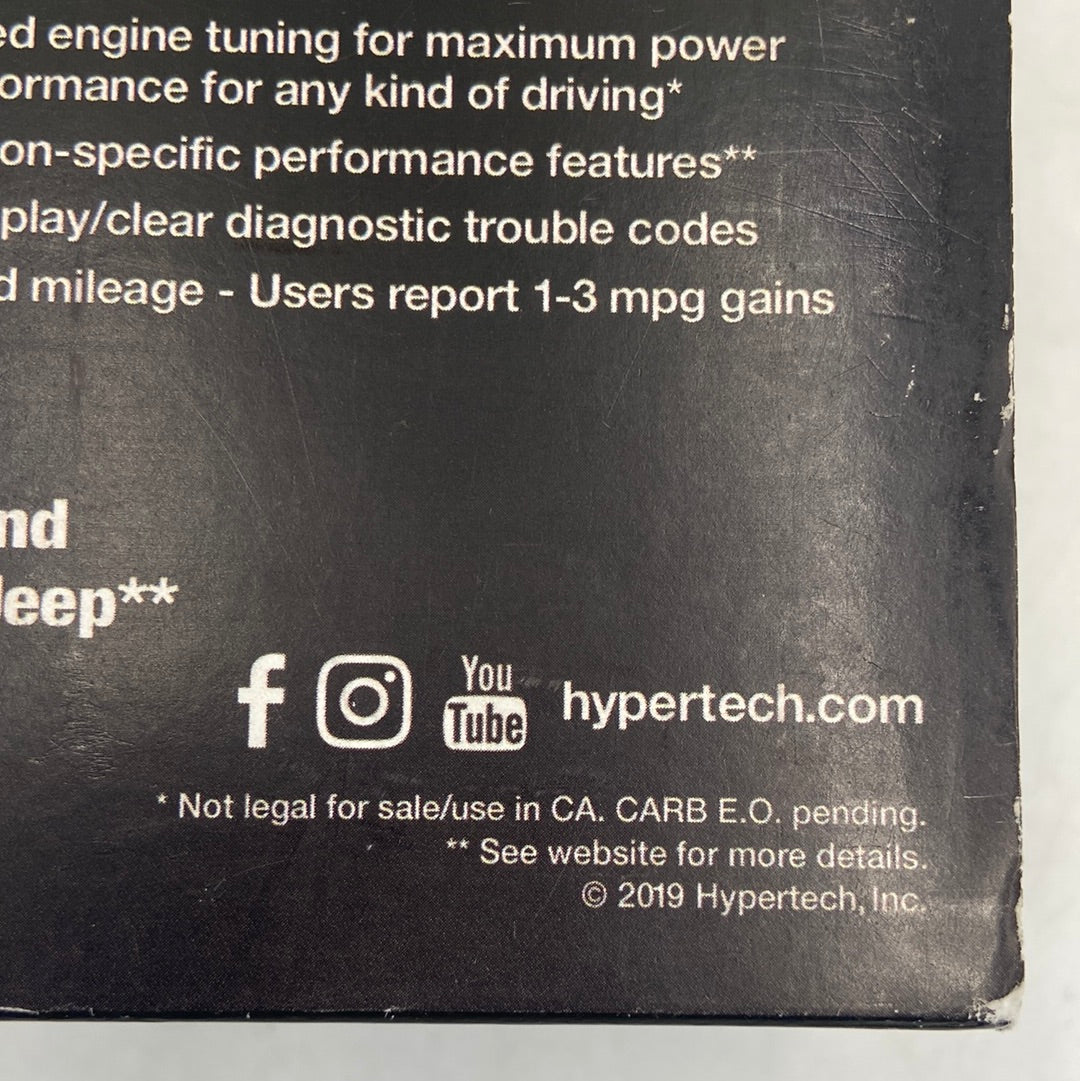 ed engine tuning for maximum power
ormance for any kind of driving*
on-specific performance features**
play/clear diagnostic trouble codes
d mileage - Users report 1-3 mpg gains
nd
Jeep**
f You Tube hypertech.com
* Not legal for sale/use in CA. CARB E.O. pending.
** See website for more details.
© 2019 Hypertech, Inc.